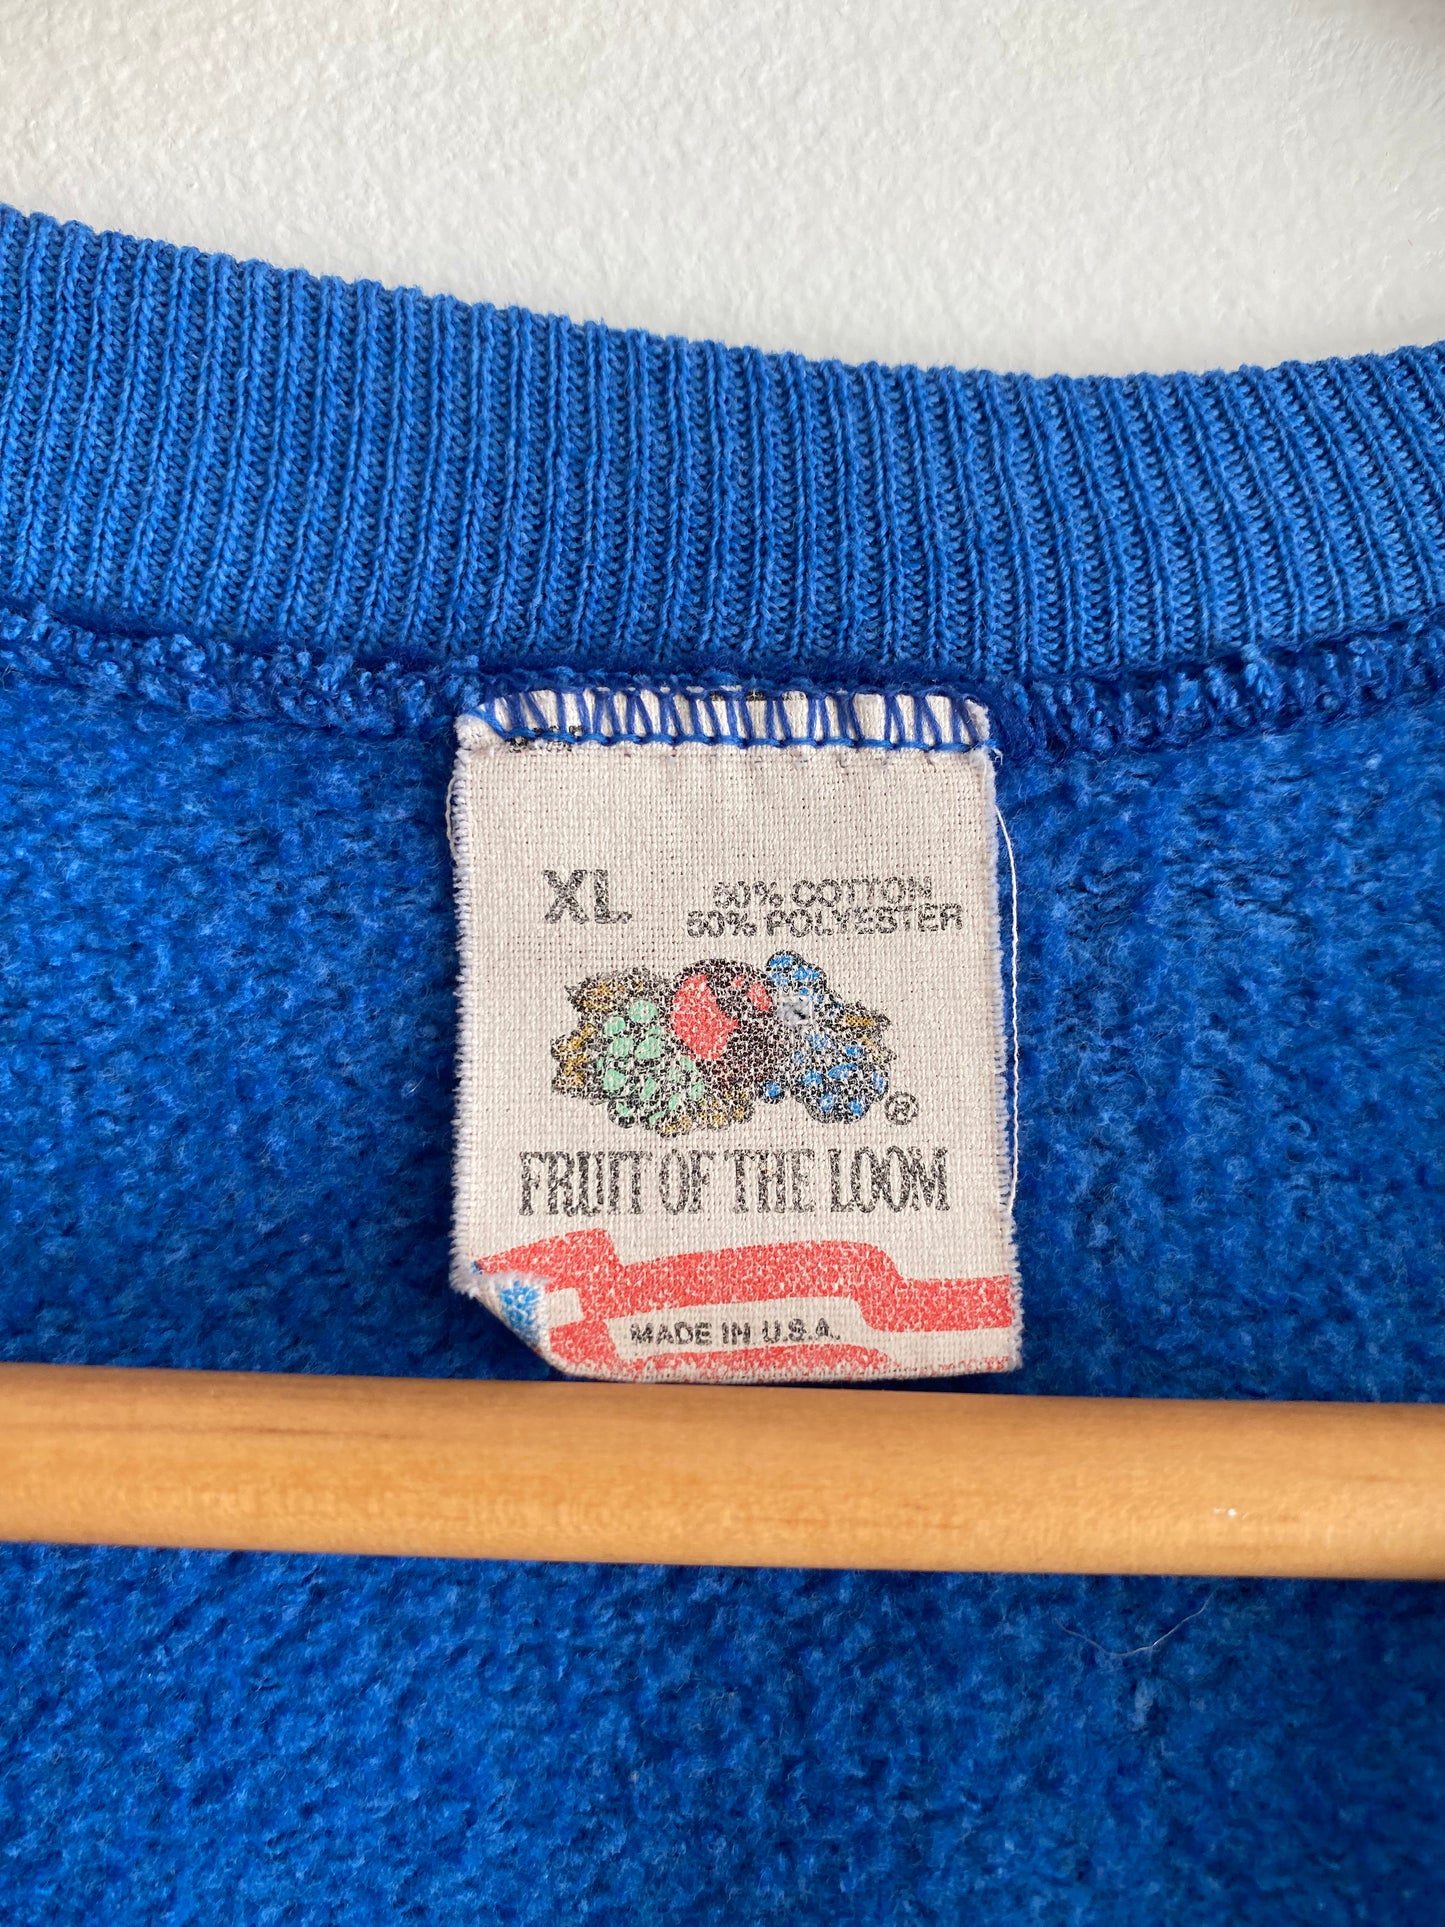 XL
50% COTTON
50% POLYESTER
®
FRUIT OF THE LOOM
MADE IN U.S.A.